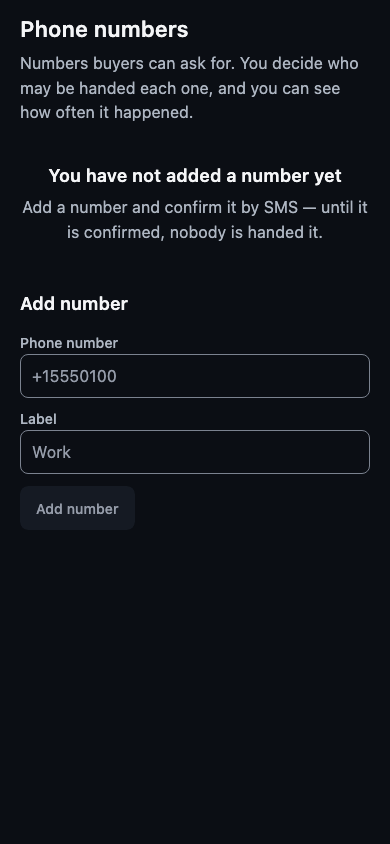 Phone numbers
Numbers buyers can ask for. You decide who
may be handed each one, and you can see
how often it happened.
You have not added a number yet
Add a number and confirm it by SMS — until it
is confirmed, nobody is handed it.
Add number
Phone number
+15550100
Label
Work
Add number